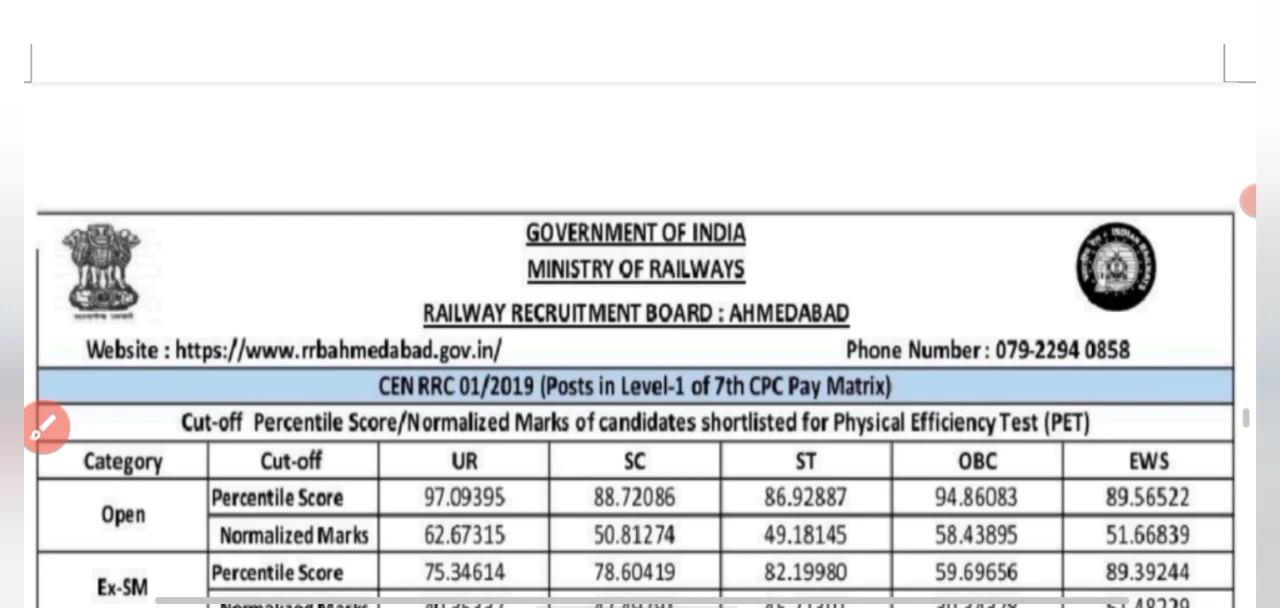 GOVERNMENT OF INDIA
MINISTRY OF RAILWAYS
RAILWAY RECRUITMENT BOARD : AHMEDABAD
Website : https://www.rrbahmedabad.gov.in/ Phone Number : 079-2294 0858
CEN RRC 01/2019 (Posts in Level-1 of 7th CPC Pay Matrix)
Cut-off Percentile Score/Normalized Marks of candidates shortlisted for Physical Efficiency Test (PET)
Category Cut-off UR SC ST OBC EWS
Open Percentile Score 97.09395 88.72086 86.92887 94.86083 89.56522
Normalized Marks 62.67315 50.81274 49.18145 58.43895 51.66839
Ex-SM Percentile Score 75.34614 78.60419 82.19980 59.69656 89.39244